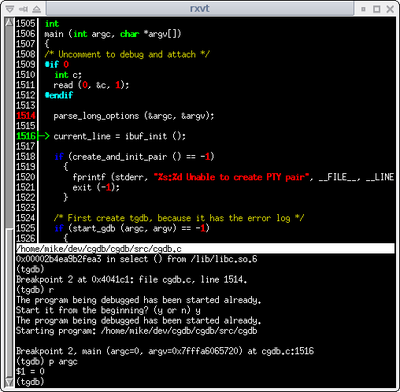 rxvt
1505 int
1506 main (int argc, char *argv[])
1507 {
1508 /* Uncomment to debug and attach */
1509 #if 0
1510   int c;
1511   read (0, &c, 1);
1512 #endif
1513
1514   parse_long_options (&argc, &argv);
1515
1516-> current_line = ibuf_init ();
1517
1518   if (create_and_init_pair () == -1)
1519     {
1520       fprintf (stderr, "%s:%d Unable to create PTY pair", __FILE__, __LINE
1521       exit (-1);
1522     }
1523
1524   /* First create tgdb, because it has the error log */
1525   if (start_gdb (argc, argv) == -1)
1526     {
/home/mike/dev/cgdb/cgdb/src/cgdb.c
0x00002b4ea9b2fea3 in select () from /lib/libc.so.6
(tgdb)
Breakpoint 2 at 0x4041c1: file cgdb.c, line 1514.
(tgdb) r
The program being debugged has been started already.
Start it from the beginning? (y or n) y
The program being debugged has been started already.
Starting program: /home/mike/dev/cgdb/cgdb/src/cgdb

Breakpoint 2, main (argc=0, argv=0x7fffa6065720) at cgdb.c:1516
(tgdb) p argc
$1 = 0
(tgdb)